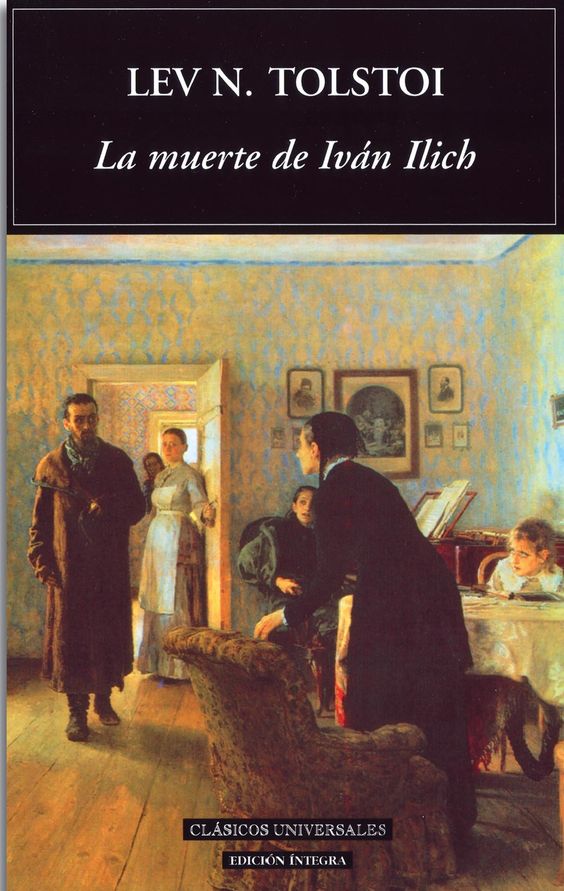 LEV N. TOLSTOI
La muerte de Iván Ilich
CLÁSICOS UNIVERSALES
EDICIÓN ÍNTEGRA